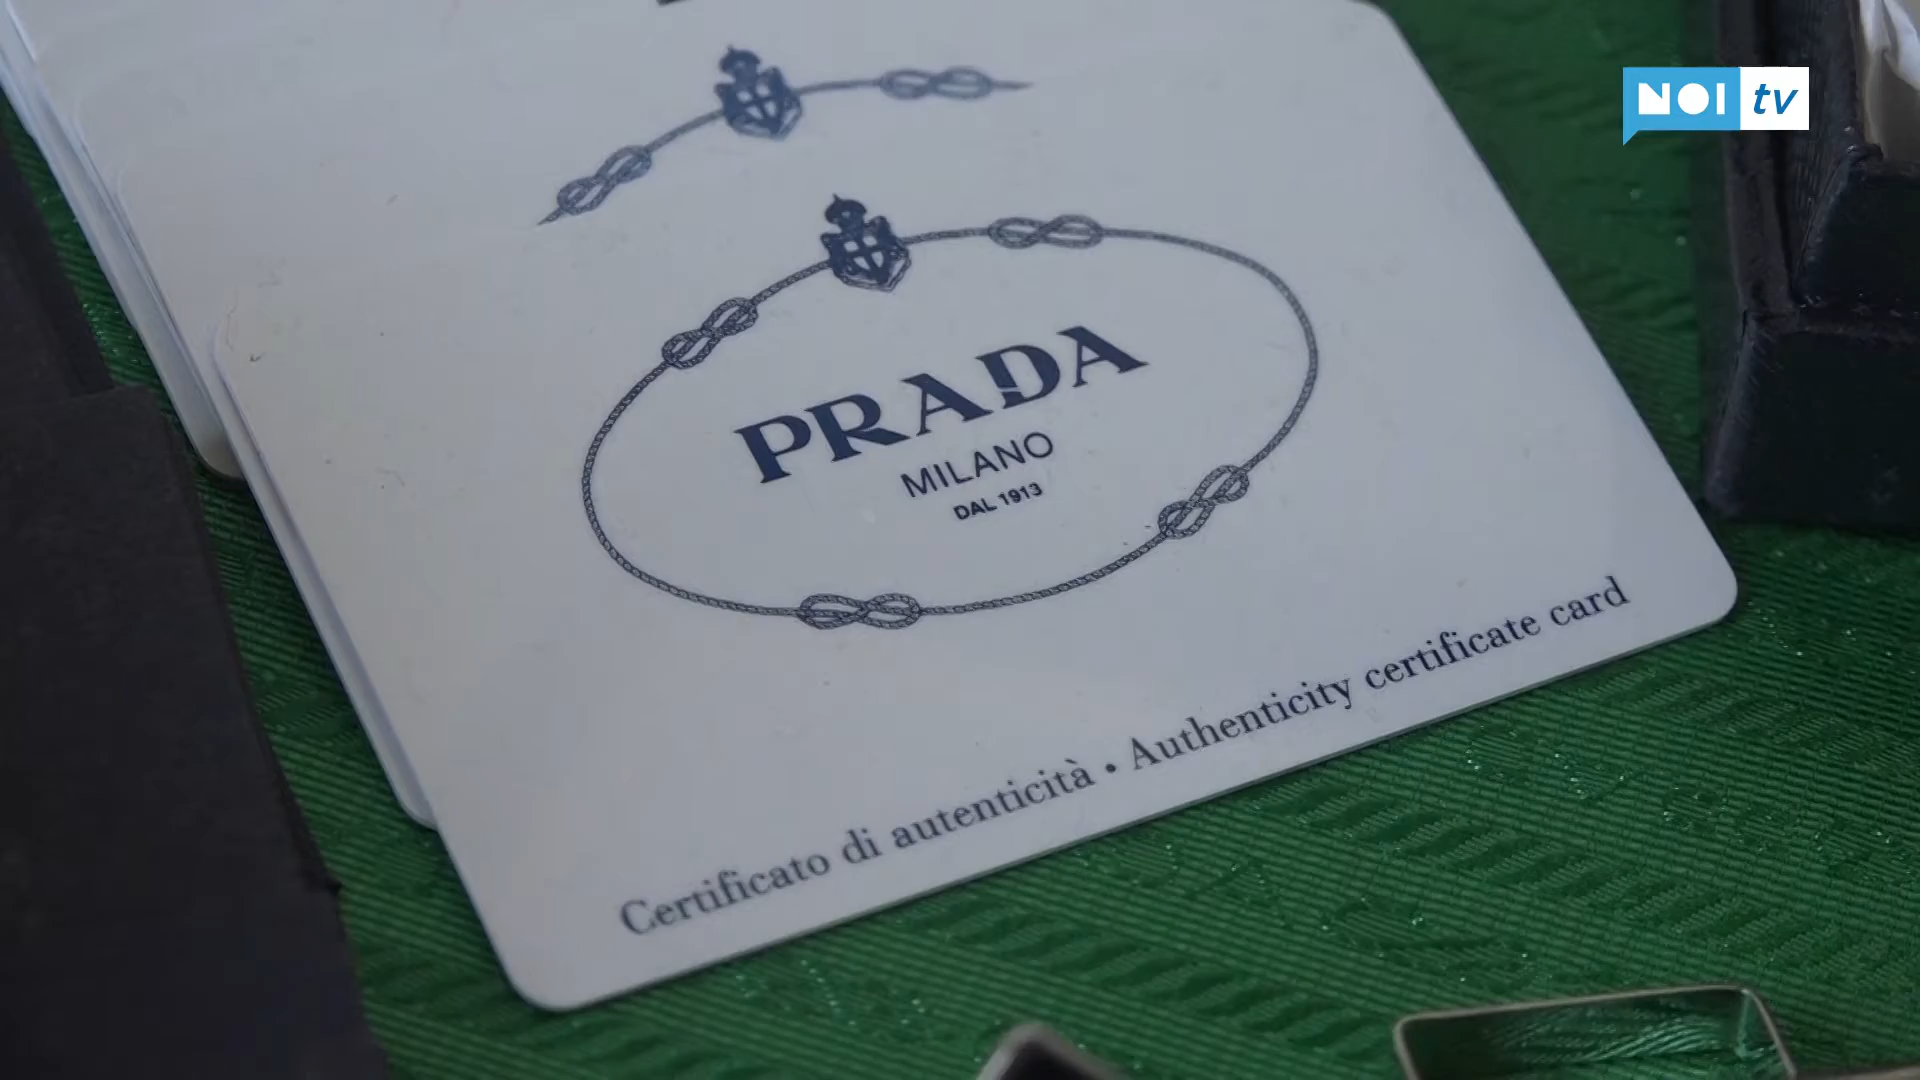 NOI tv
PRADA
MILANO
DAL 1913
Certificato di autenticità • Authenticity certificate card